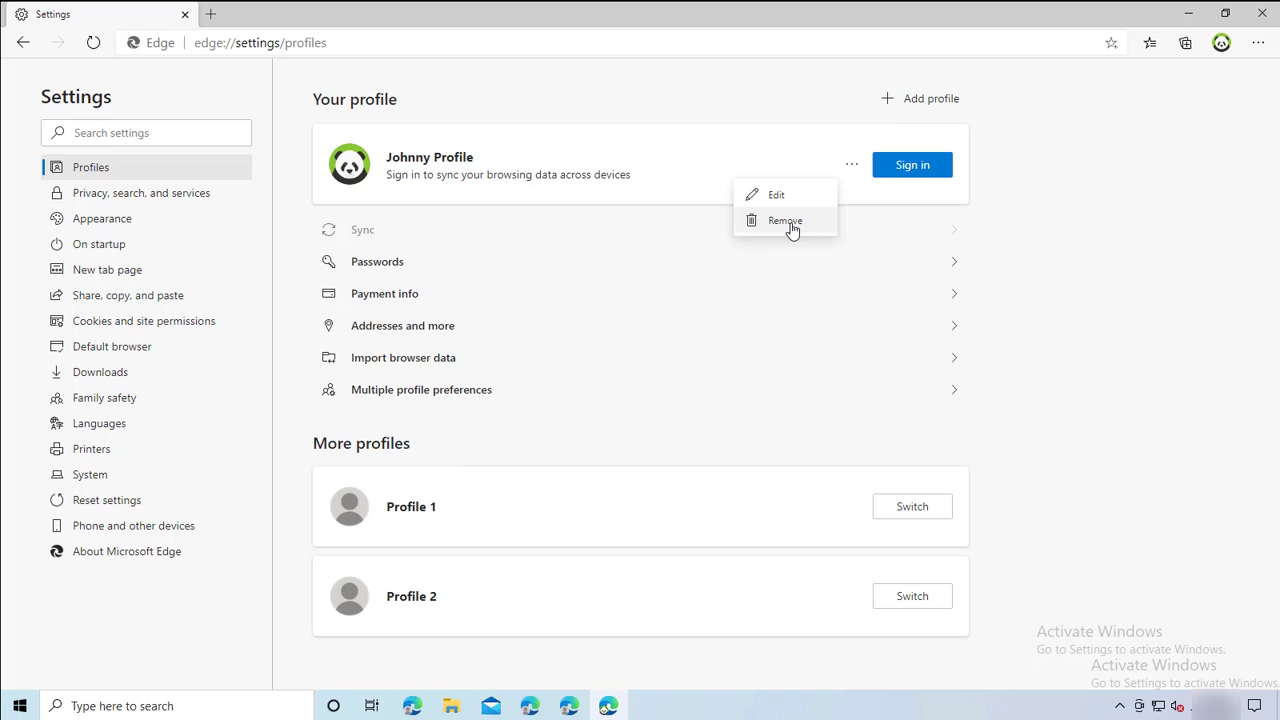 Settings
Edge
edge://settings/profiles
Settings
Search settings
Profiles
Privacy, search, and services
Appearance
On startup
New tab page
Share, copy, and paste
Cookies and site permissions
Default browser
Downloads
Family safety
Languages
Printers
System
Reset settings
Phone and other devices
About Microsoft Edge
Your profile
Add profile
Johnny Profile
Sign in to sync your browsing data across devices
Sign in
Edit
Remove
Sync
Passwords
Payment info
Addresses and more
Import browser data
Multiple profile preferences
More profiles
Profile 1
Switch
Profile 2
Switch
Activate Windows
Go to Settings to activate Windows.
Activate Windows
Go to Settings to activate Windows.
Type here to search